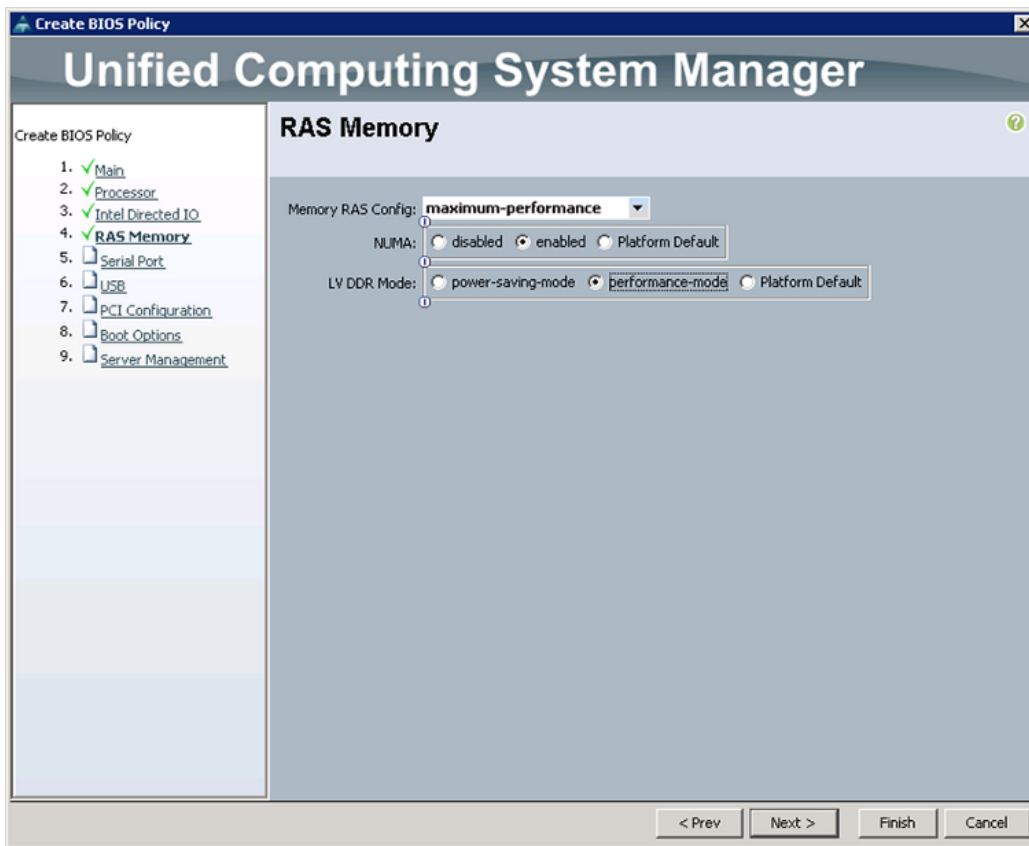 Create BIOS Policy
Unified Computing System Manager
Create BIOS Policy
1. Main
2. Processor
3. Intel Directed IO
4. RAS Memory
5. Serial Port
6. USB
7. PCI Configuration
8. Boot Options
9. Server Management
RAS Memory
Memory RAS Config: maximum-performance
NUMA: disabled enabled Platform Default
LV DDR Mode: power-saving-mode performance-mode Platform Default
< Prev Next > Finish Cancel